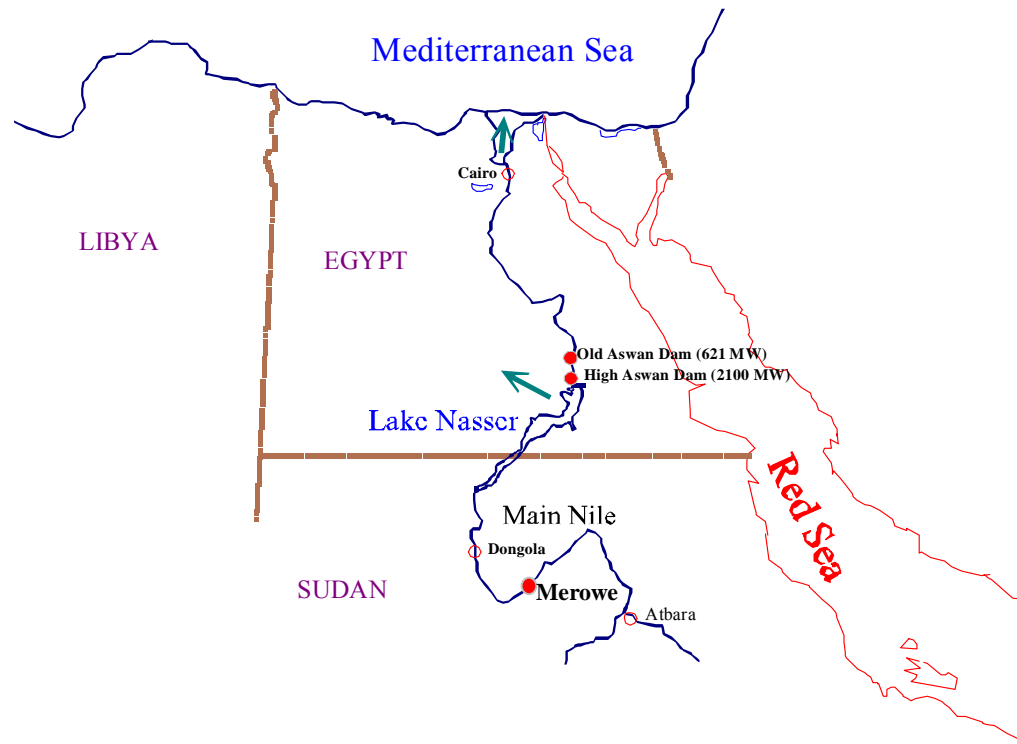 Mediterranean Sea
Cairo
LIBYA
EGYPT
Old Aswan Dam (621 MW)
High Aswan Dam (2100 MW)
Lake Nasser
Red Sea
Main Nile
Dongola
SUDAN
Merowe
Atbara